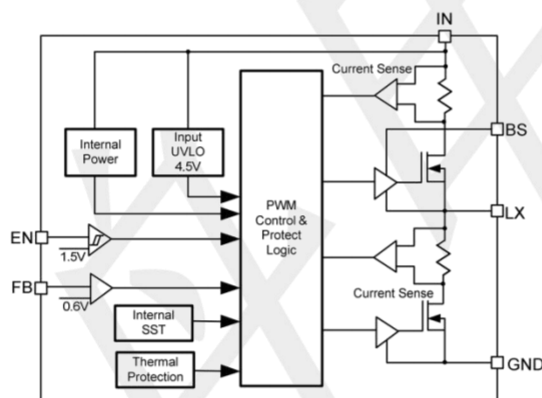 IN
Current Sense
BS
Internal
Power
Input
UVLO
4.5V
PWM
Control &
Protect
Logic
LX
EN
1.5V
FB
0.6V
Current Sense
Internal
SST
Thermal
Protection
GND